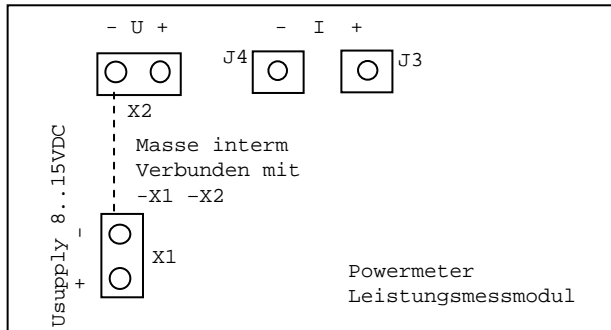 - U +
- I +
J4
J3
X2
Masse interm
Verbunden mit
-X1 –X2
Usupply 8..15VDC
-
+
X1
Powermeter
Leistungsmessmodul